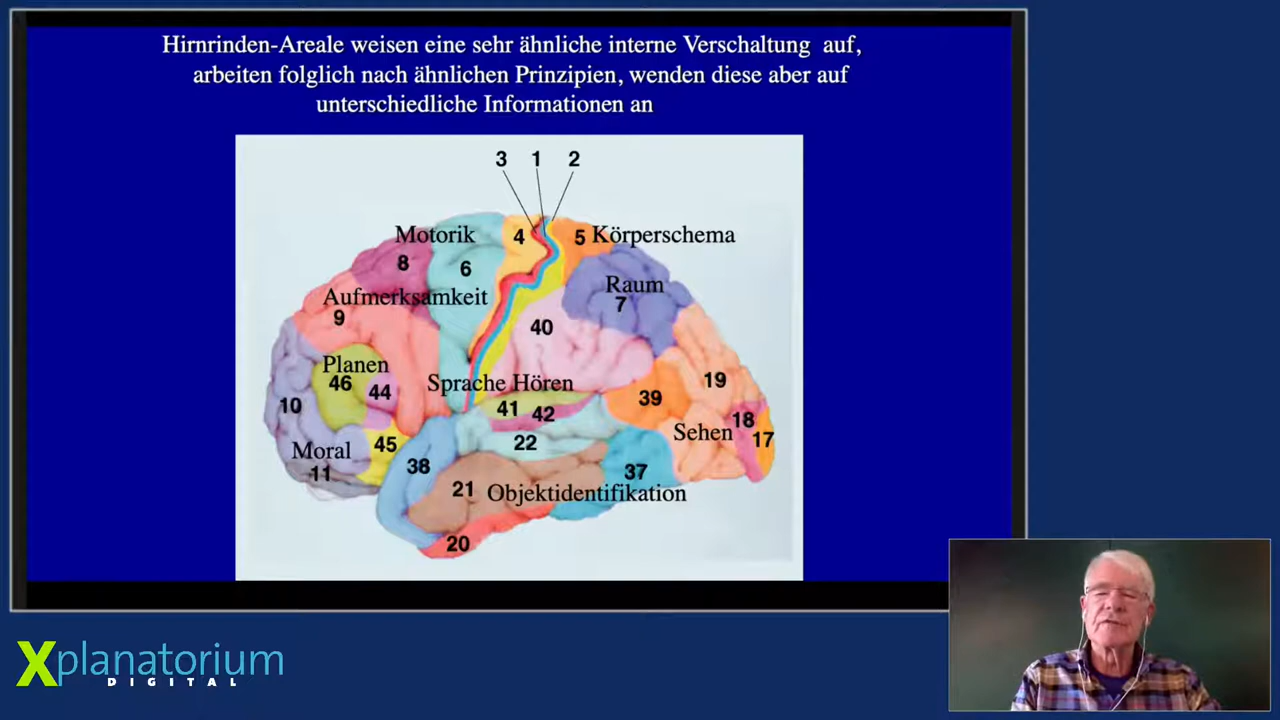 Hirnrinden-Areale weisen eine sehr ähnliche interne Verschaltung auf,
arbeiten folglich nach ähnlichen Prinzipien, wenden diese aber auf
unterschiedliche Informationen an
3 1 2
Motorik 4 5 Körperschema
8 6
Raum
Aufmerksamkeit 7
9 40
Planen
46 44 Sprache Hören 19
10 41 42 39 18
45 22 Sehen 17
Moral
11 38 37
21 Objektidentifikation
20
Xplanatorium
DIGITAL